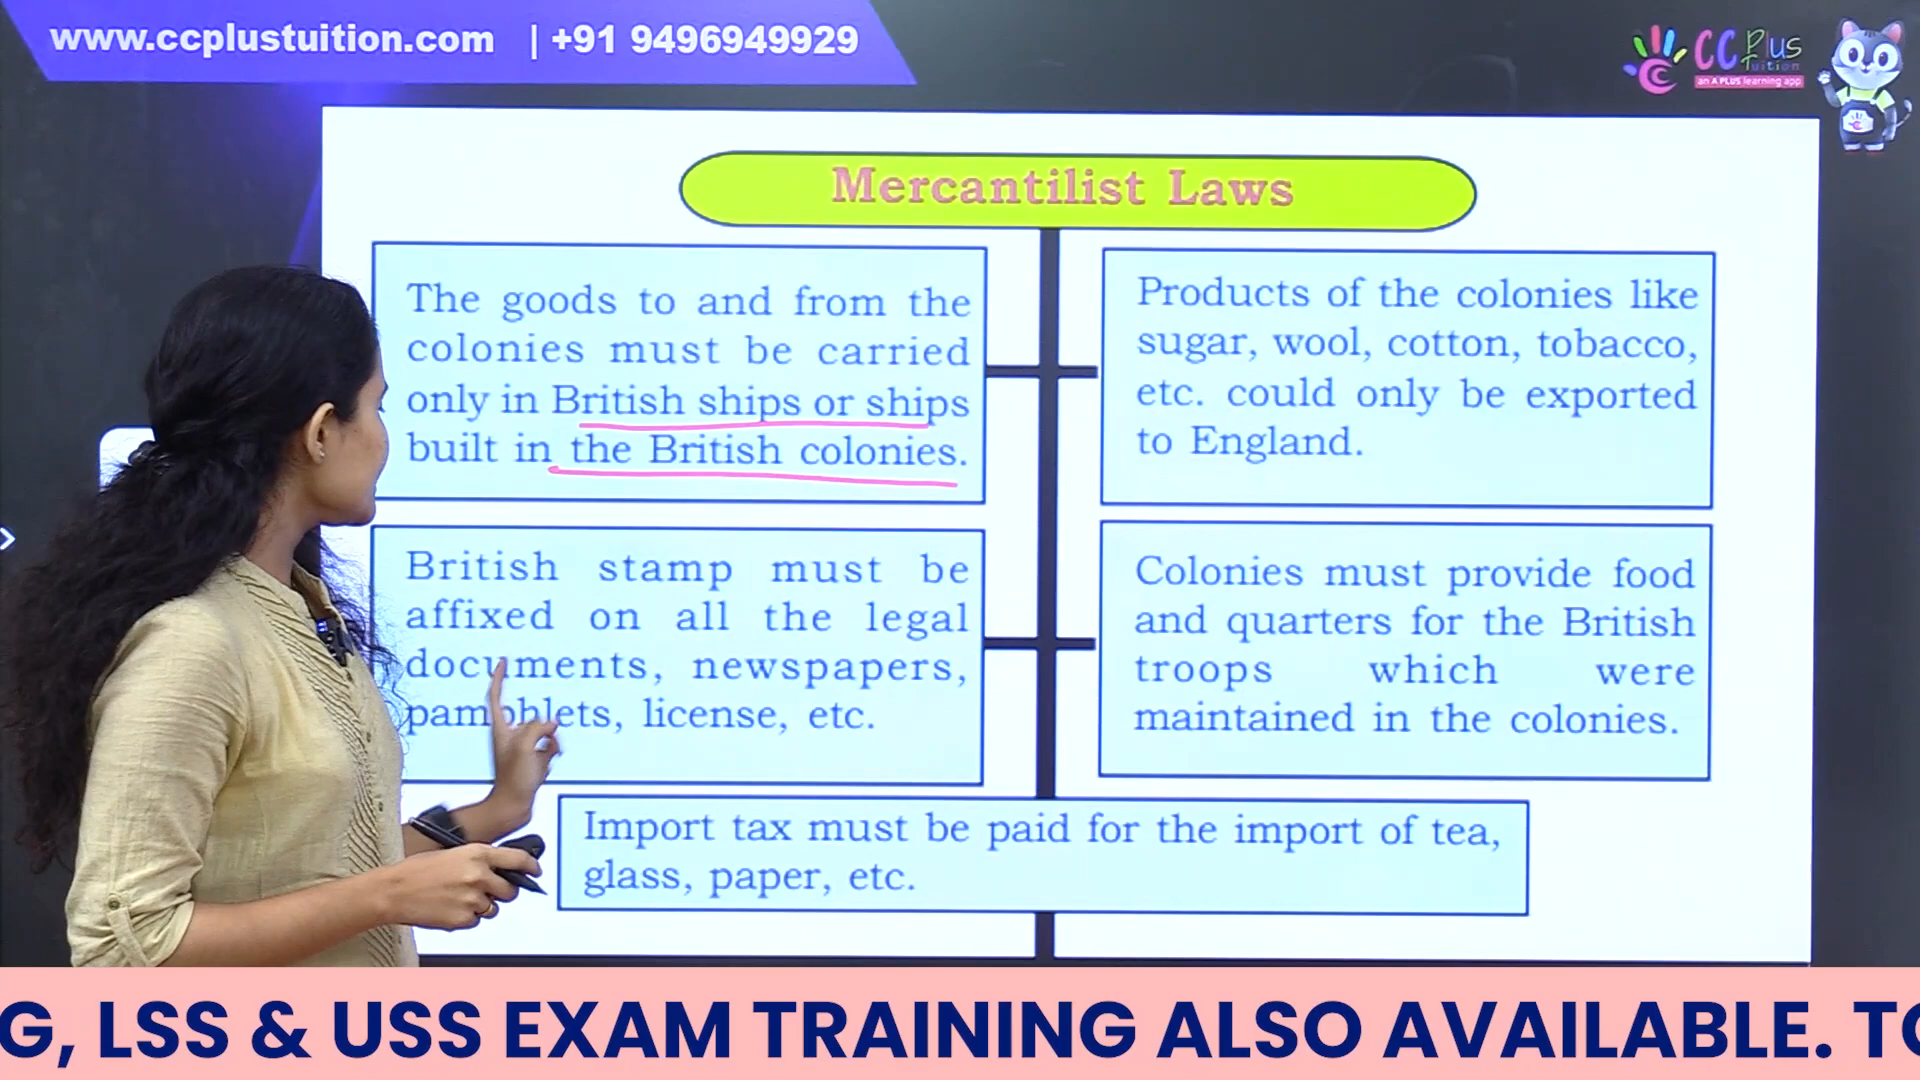 www.ccplustuition.com | +91 9496949929
CC Plus
Tuition
an A PLUS learning app
Mercantilist Laws
The goods to and from the
colonies must be carried
only in British ships or ships
built in the British colonies.
Products of the colonies like
sugar, wool, cotton, tobacco,
etc. could only be exported
to England.
British stamp must be
affixed on all the legal
documents, newspapers,
pamphlets, license, etc.
Colonies must provide food
and quarters for the British
troops which were
maintained in the colonies.
Import tax must be paid for the import of tea,
glass, paper, etc.
G, LSS & USS EXAM TRAINING ALSO AVAILABLE. TO